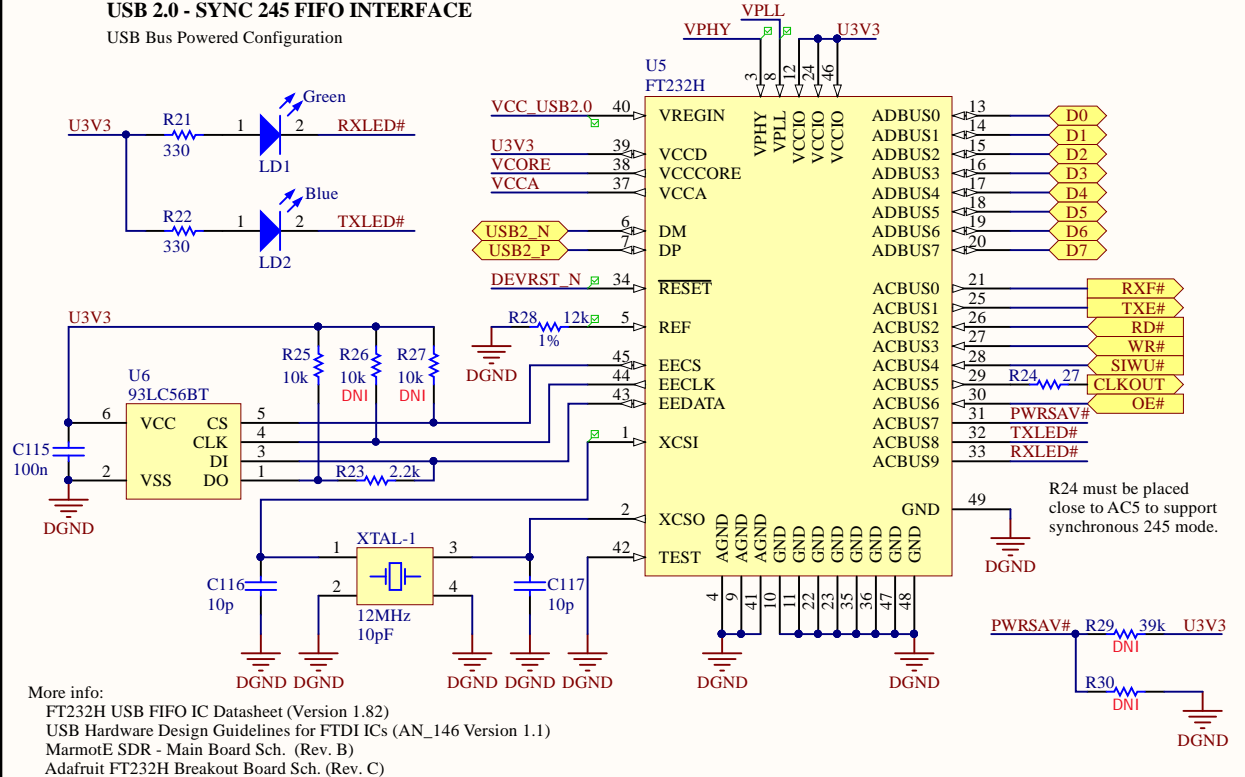 USB 2.0 - SYNC 245 FIFO INTERFACE
USB Bus Powered Configuration
U3V3
R21
330
1
2
Green
LD1
RXLED#
R22
330
1
2
Blue
LD2
TXLED#
VPHY
VPLL
U3V3
3
8
12
24
46
U5
FT232H
VPHY
VPLL
VCCIO
VCCIO
VCCIO
VCC_USB2.0 40 VREGIN
U3V3 39 VCCD
VCORE 38 VCCCORE
VCCA 37 VCCA
USB2_N 6 DM
USB2_P 7 DP
DEVRST_N 34 RESET
R28 12k 5 REF
1%
DGND
45 EECS
44 EECLK
43 EEDATA
1 XCSI
2 XCSO
42 TEST
ADBUS0 13 D0
ADBUS1 14 D1
ADBUS2 15 D2
ADBUS3 16 D3
ADBUS4 17 D4
ADBUS5 18 D5
ADBUS6 19 D6
ADBUS7 20 D7
ACBUS0 21 RXF#
ACBUS1 25 TXE#
ACBUS2 26 RD#
ACBUS3 27 WR#
ACBUS4 28 SIWU#
ACBUS5 29 R24 27 CLKOUT
ACBUS6 30 OE#
ACBUS7 31 PWRSAV#
ACBUS8 32 TXLED#
ACBUS9 33 RXLED#
GND 49
DGND
R24 must be placed
close to AC5 to support
synchronous 245 mode.
AGND
AGND
AGND
GND
GND
GND
GND
GND
GND
GND
GND
4
9
41
10
11
22
23
35
36
47
48
DGND
DGND
U3V3
R25
10k
R26
10k
DNI
R27
10k
DNI
U6
93LC56BT
6 VCC CS 5
CLK 4
DI 3
2 VSS DO 1
C115
100n
DGND
R23 2.2k
XTAL-1
1
3
2
4
12MHz
10pF
C116
10p
C117
10p
DGND
DGND
DGND
DGND
DGND
PWRSAV# R29 39k U3V3
DNI
R30
DNI
DGND
More info:
FT232H USB FIFO IC Datasheet (Version 1.82)
USB Hardware Design Guidelines for FTDI ICs (AN_146 Version 1.1)
MarmotE SDR - Main Board Sch. (Rev. B)
Adafruit FT232H Breakout Board Sch. (Rev. C)